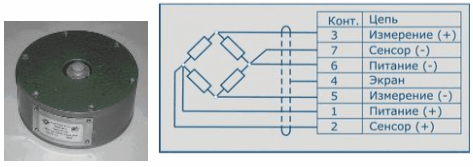 Конт. Цепь
3 Измерение (+)
7 Сенсор (-)
6 Питание (-)
4 Экран
5 Измерение (-)
1 Питание (+)
2 Сенсор (+)